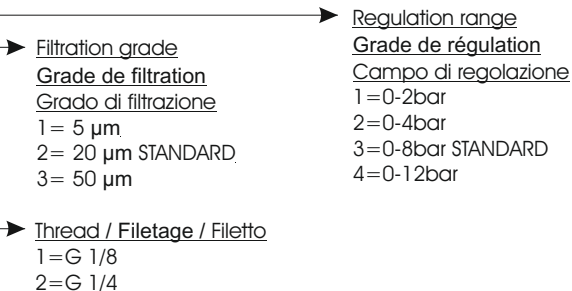 Regulation range
Grade de régulation
Campo di regolazione
1=0-2bar
2=0-4bar
3=0-8bar STANDARD
4=0-12bar
Filtration grade
Grade de filtration
Grado di filtrazione
1= 5 µm
2= 20 µm STANDARD
3= 50 µm
Thread / Filetage / Filetto
1=G 1/8
2=G 1/4